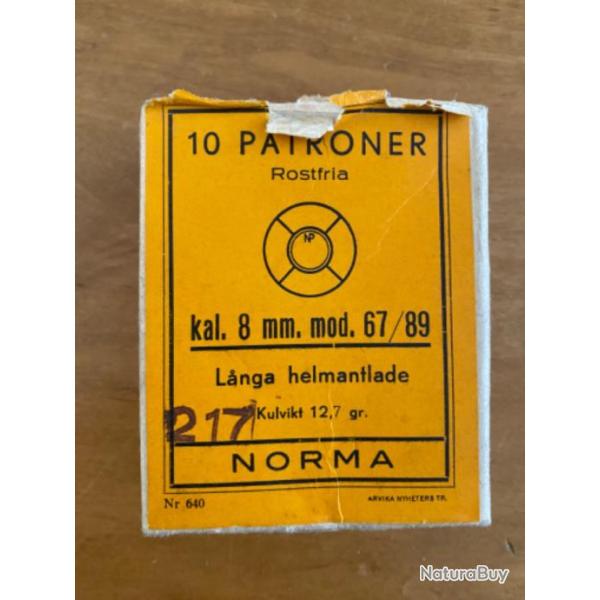 10 PATRONER
Rostfria
NP
kal. 8 mm. mod. 67/89
Långa helmantlade
217 Kulvikt 12,7 gr.
NORMA
Nr 640 ARVIKA NYHETERS TR.
NaturaBuy